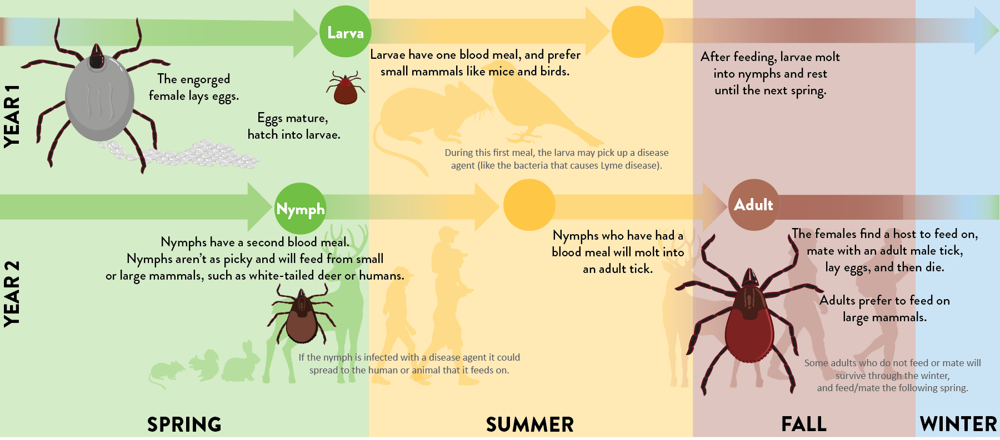 YEAR 1
The engorged
female lays eggs.
Eggs mature,
hatch into larvae.
Larva
Larvae have one blood meal, and prefer
small mammals like mice and birds.
During this first meal, the larva may pick up a disease
agent (like the bacteria that causes Lyme disease).
After feeding, larvae molt
into nymphs and rest
until the next spring.
YEAR 2
Nymph
Nymphs have a second blood meal.
Nymphs aren't as picky and will feed from small
or large mammals, such as white-tailed deer or humans.
If the nymph is infected with a disease agent it could
spread to the human or animal that it feeds on.
Nymphs who have had a
blood meal will molt into
an adult tick.
Adult
The females find a host to feed on,
mate with an adult male tick,
lay eggs, and then die.
Adults prefer to feed on
large mammals.
Some adults who do not feed or mate will
survive through the winter,
and feed/mate the following spring.
SPRING
SUMMER
FALL
WINTER